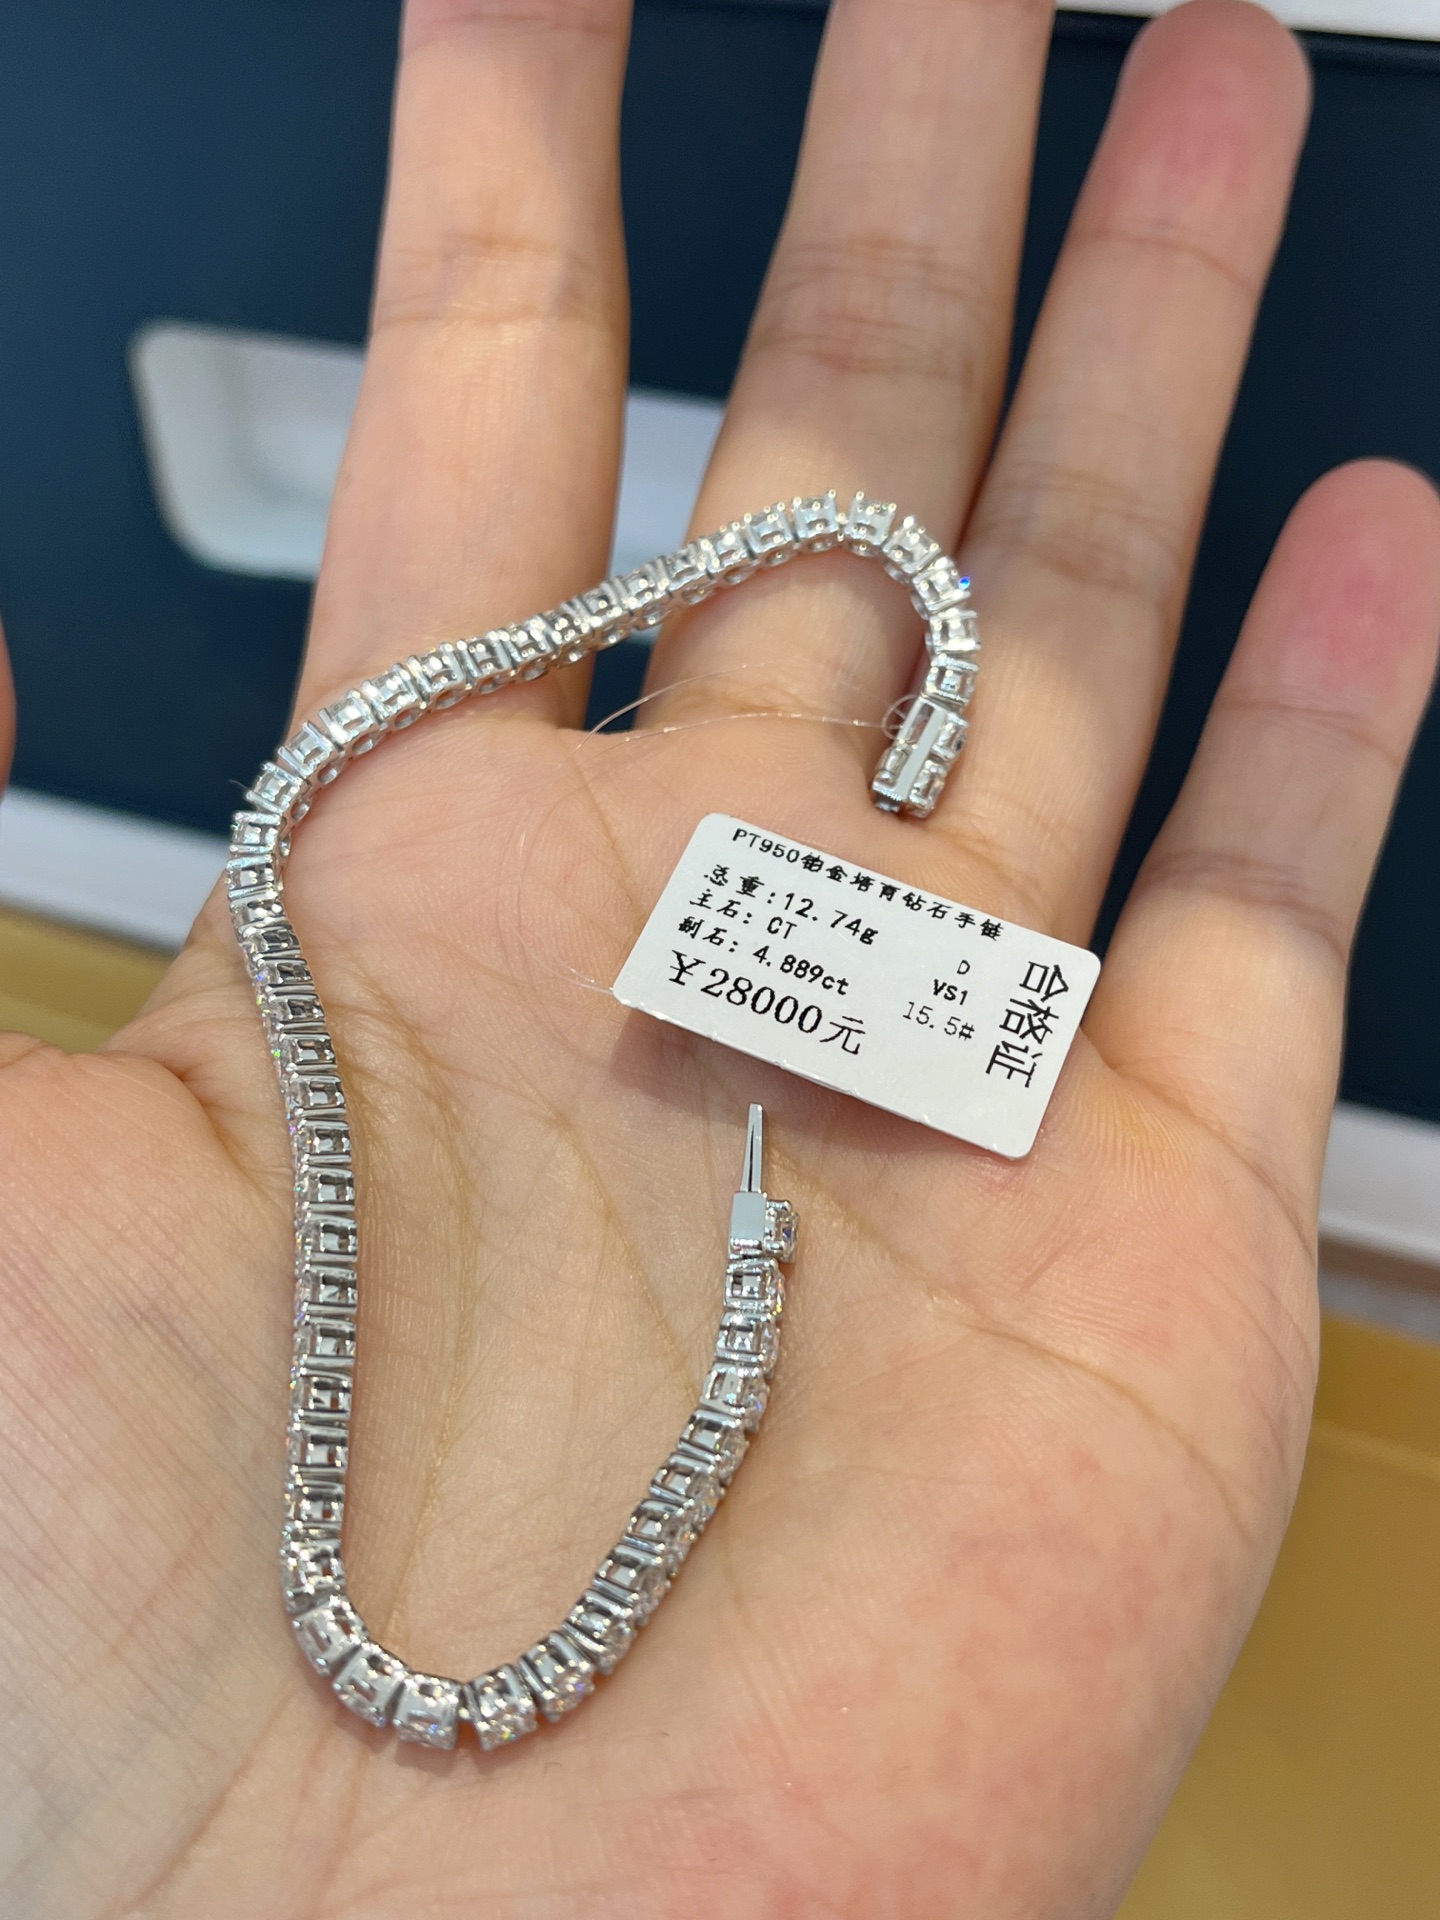 PT950铂金培育钻石手链
总重:12.74g
主石: CT D
副石: 4.889ct VS1
¥28000元 15.5#
合格证